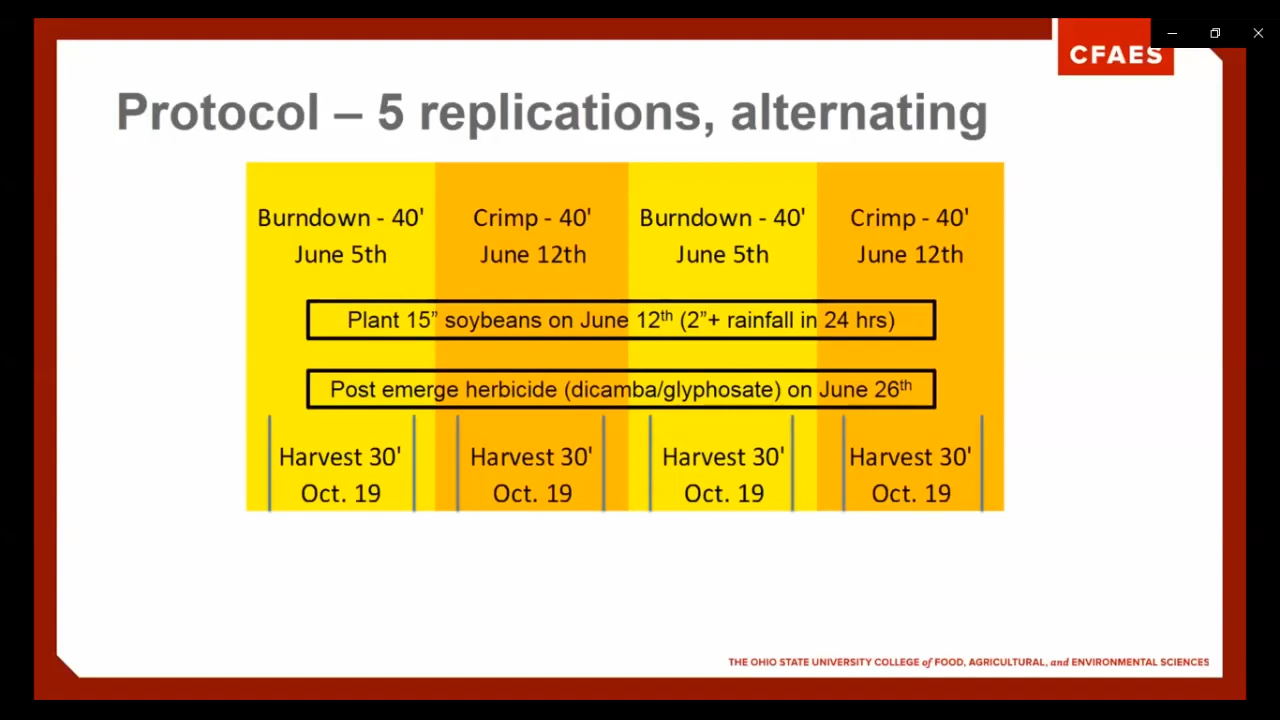 CFAES
Protocol – 5 replications, alternating
Burndown - 40' Crimp - 40' Burndown - 40' Crimp - 40'
June 5th June 12th June 5th June 12th
Plant 15” soybeans on June 12th (2”+ rainfall in 24 hrs)
Post emerge herbicide (dicamba/glyphosate) on June 26th
Harvest 30' Harvest 30' Harvest 30' Harvest 30'
Oct. 19 Oct. 19 Oct. 19 Oct. 19
THE OHIO STATE UNIVERSITY COLLEGE of FOOD, AGRICULTURAL, and ENVIRONMENTAL SCIENCES